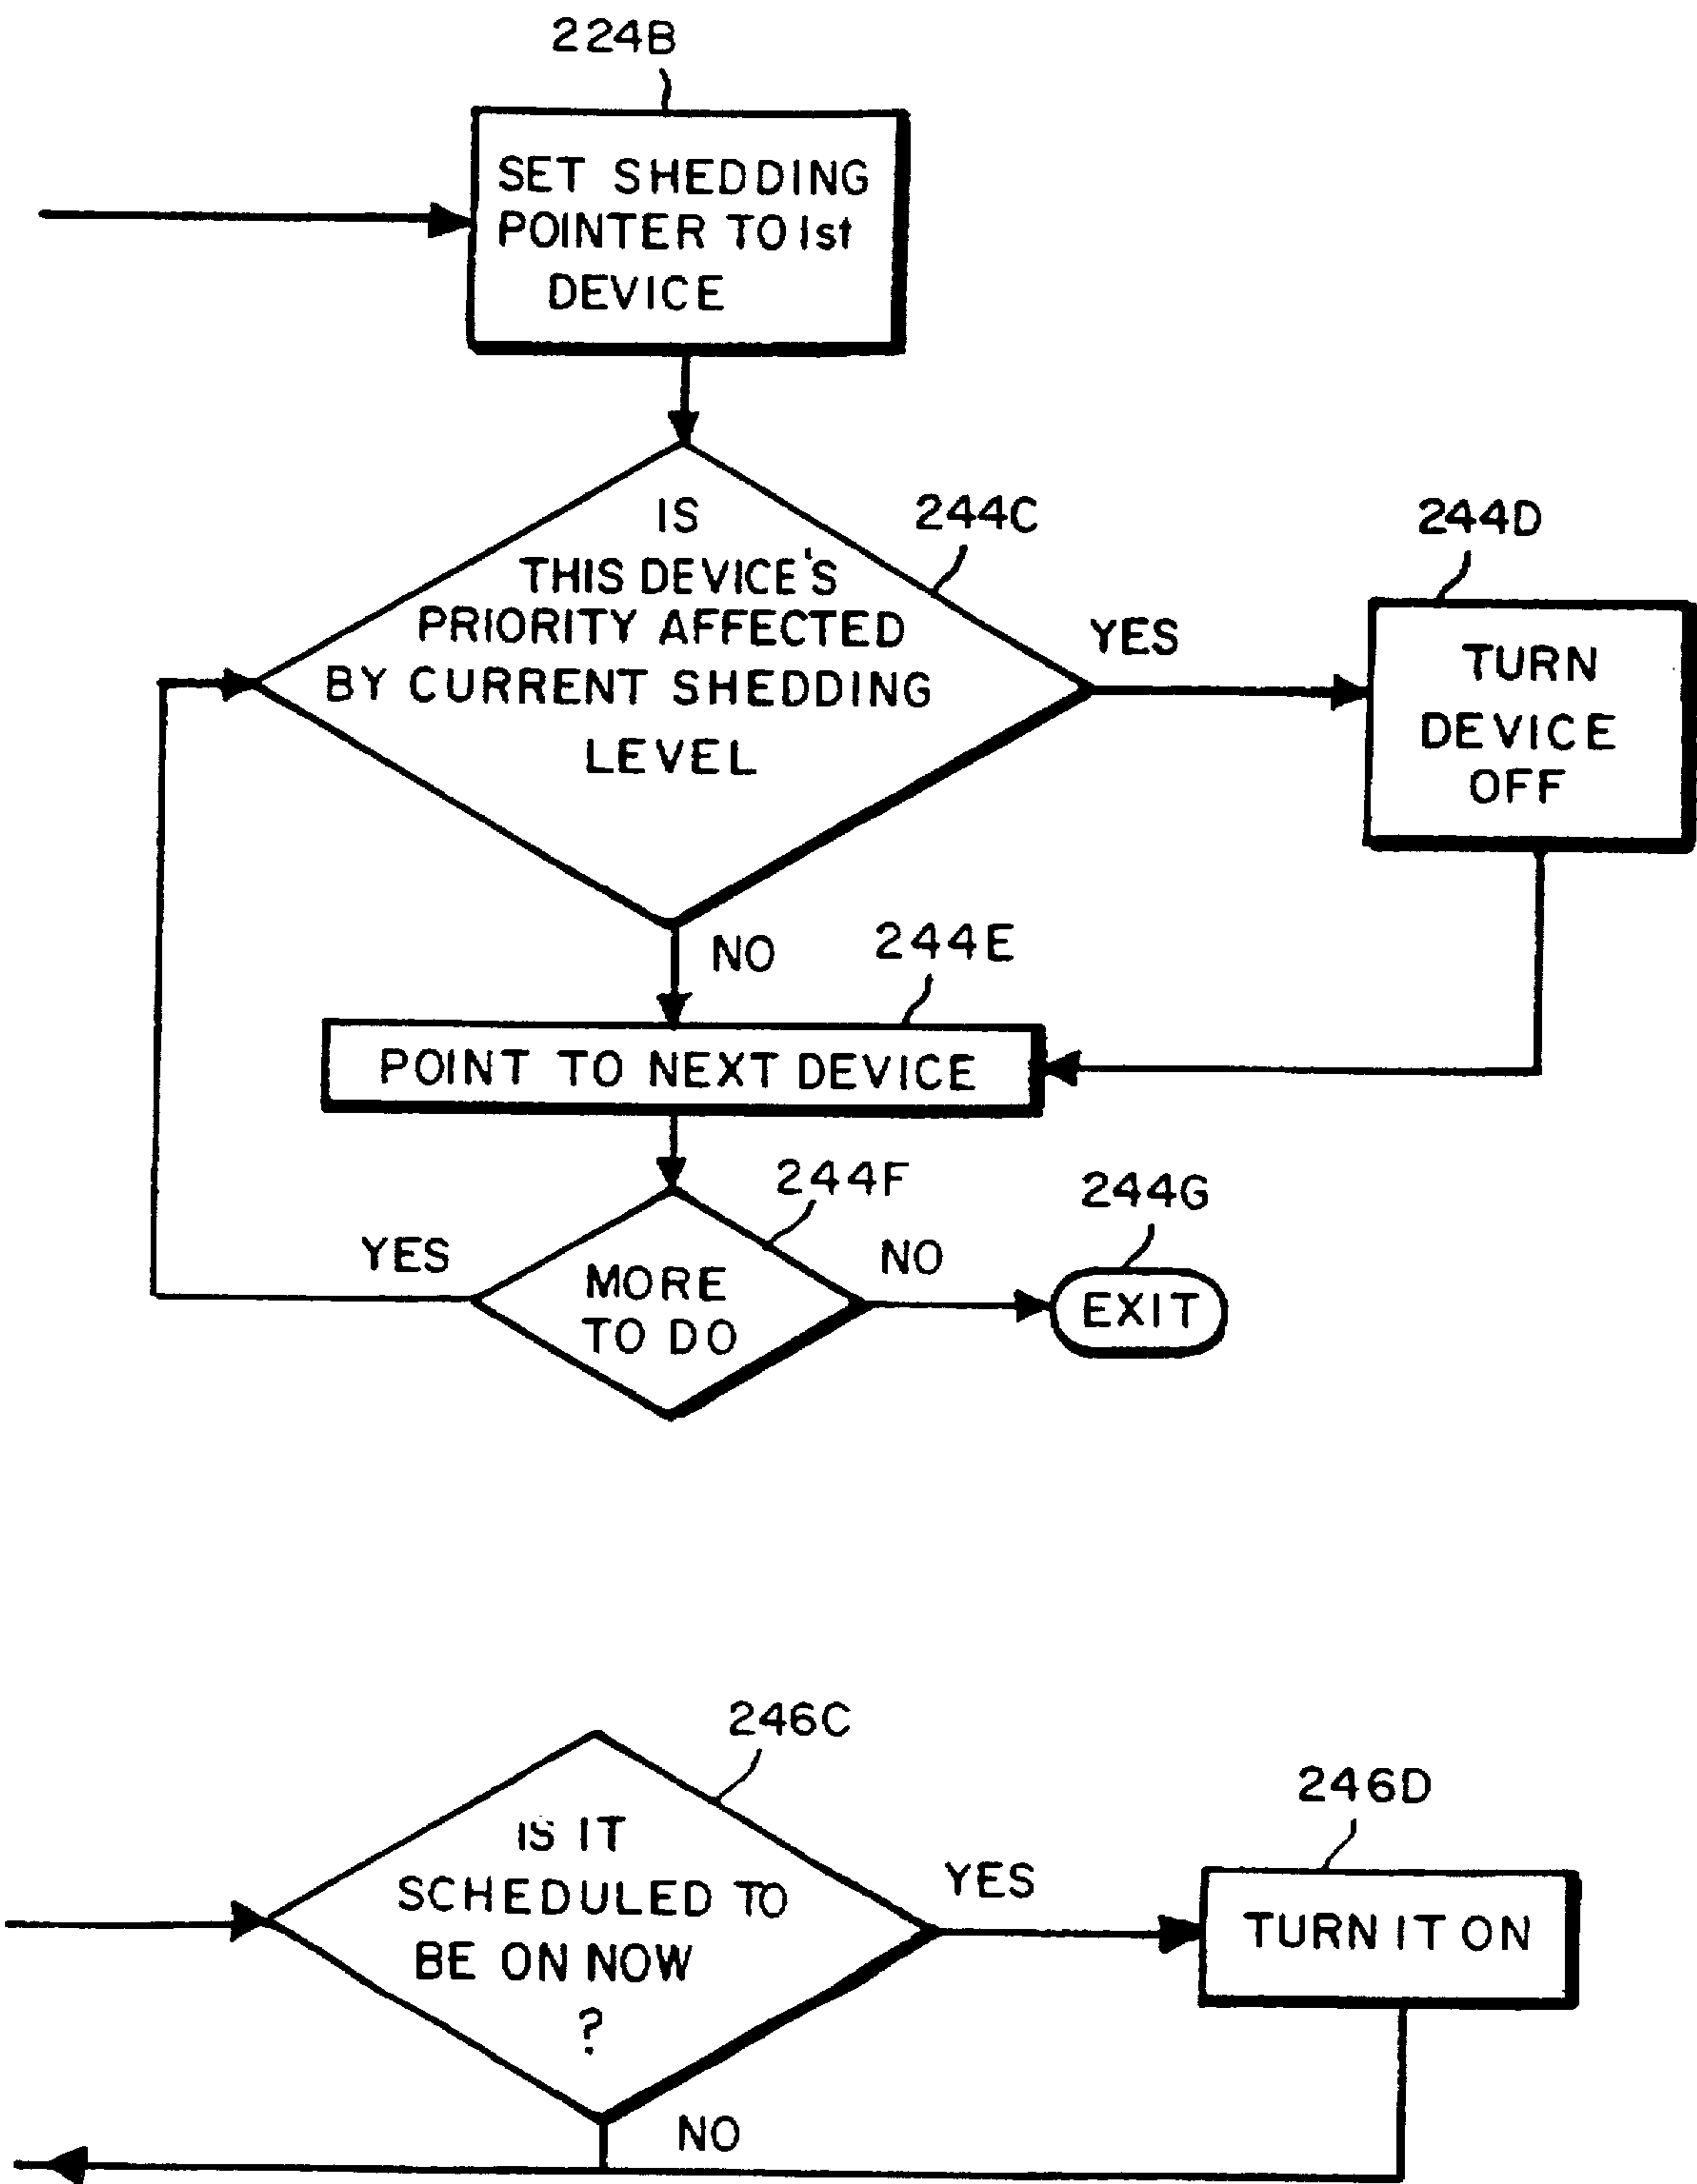 224B
SET SHEDDING
POINTER TO 1st
DEVICE
244C
IS
THIS DEVICE'S
PRIORITY AFFECTED
BY CURRENT SHEDDING
LEVEL
YES
244D
TURN
DEVICE
OFF
NO
244E
POINT TO NEXT DEVICE
244F
YES
MORE
TO DO
NO
244G
EXIT
246C
IS IT
SCHEDULED TO
BE ON NOW
?
YES
246D
TURN IT ON
NO